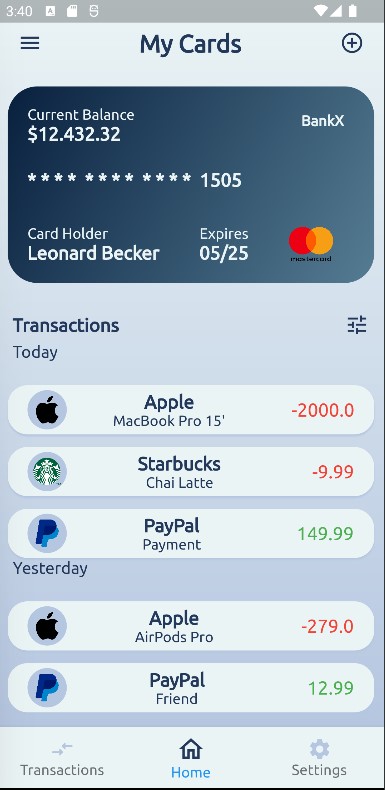 3:40
My Cards
Current Balance
BankX
$12.432.32
* * * *  * * * *  * * * *  1505
Card Holder
Expires
Leonard Becker
05/25
mastercard
Transactions
Today
Apple
MacBook Pro 15'
-2000.0
Starbucks
Chai Latte
-9.99
PayPal
Payment
149.99
Yesterday
Apple
AirPods Pro
-279.0
PayPal
Friend
12.99
Transactions
Home
Settings